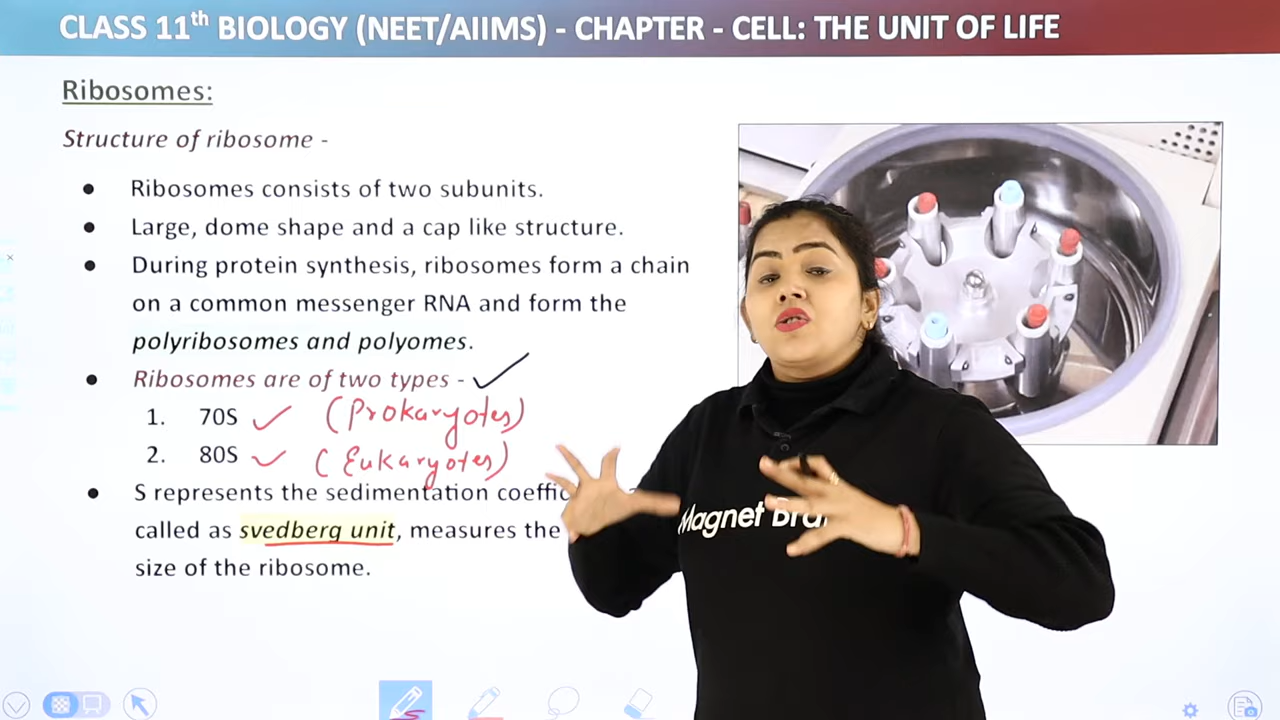 CLASS 11th BIOLOGY (NEET/AIIMS) - CHAPTER - CELL: THE UNIT OF LIFE
Ribosomes:
Structure of ribosome -
● Ribosomes consists of two subunits.
● Large, dome shape and a cap like structure.
● During protein synthesis, ribosomes form a chain
on a common messenger RNA and form the
polyribosomes and polyomes.
● Ribosomes are of two types - ✓
1. 70S ✓ (Prokaryotes)
2. 80S ✓ (Eukaryotes)
● S represents the sedimentation
called as svedberg unit, measures the
size of the ribosome.
Magnet